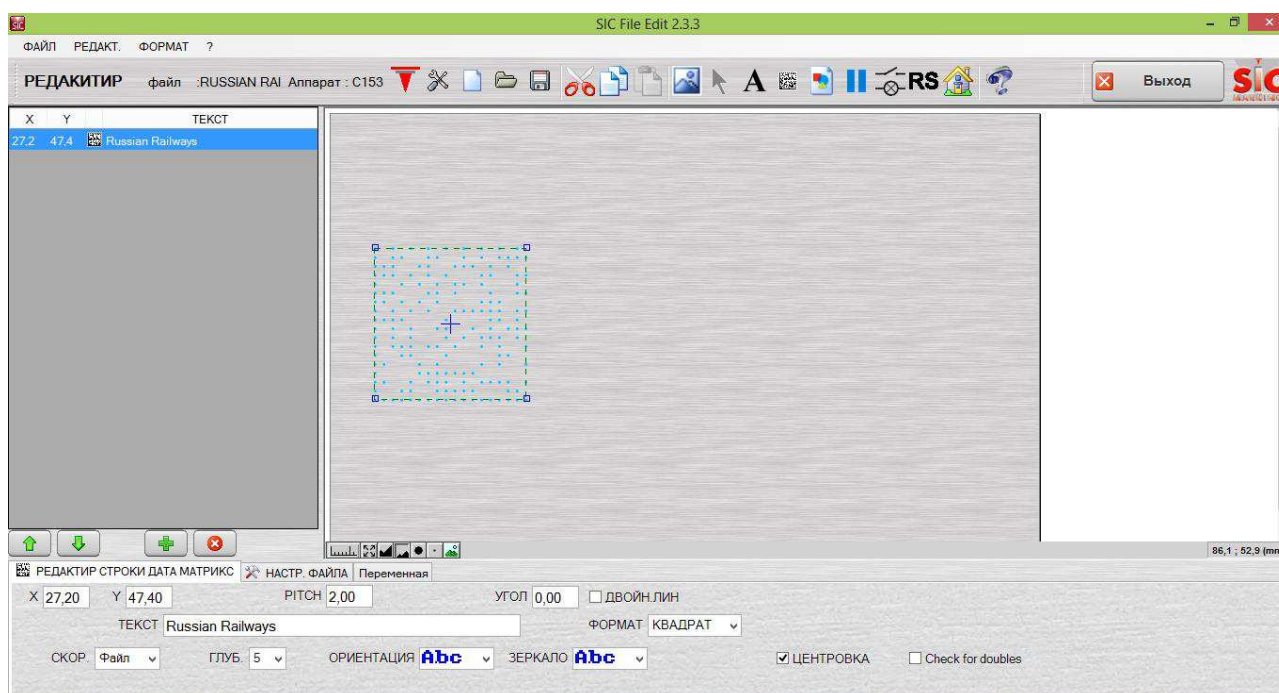 SIC File Edit 2.3.3
ФАЙЛ РЕДАКТ. ФОРМАТ ?
РЕДАКИТИР файл :RUSSIAN RAI Аппарат : C153 A RS Выход SIC
X Y ТЕКСТ
27,2 47,4 Russian Railways
86,1 ; 52,9 (mm
РЕДАКТИР СТРОКИ ДАТА МАТРИКС НАСТР. ФАЙЛА Переменная
X 27,20 Y 47,40 PITCH 2,00 УГОЛ 0,00 ДВОЙН.ЛИН
ТЕКСТ Russian Railways ФОРМАТ КВАДРАТ
СКОР. Файл ГЛУБ. 5 ОРИЕНТАЦИЯ Abc ЗЕРКАЛО Abc ЦЕНТРОВКА Check for doubles